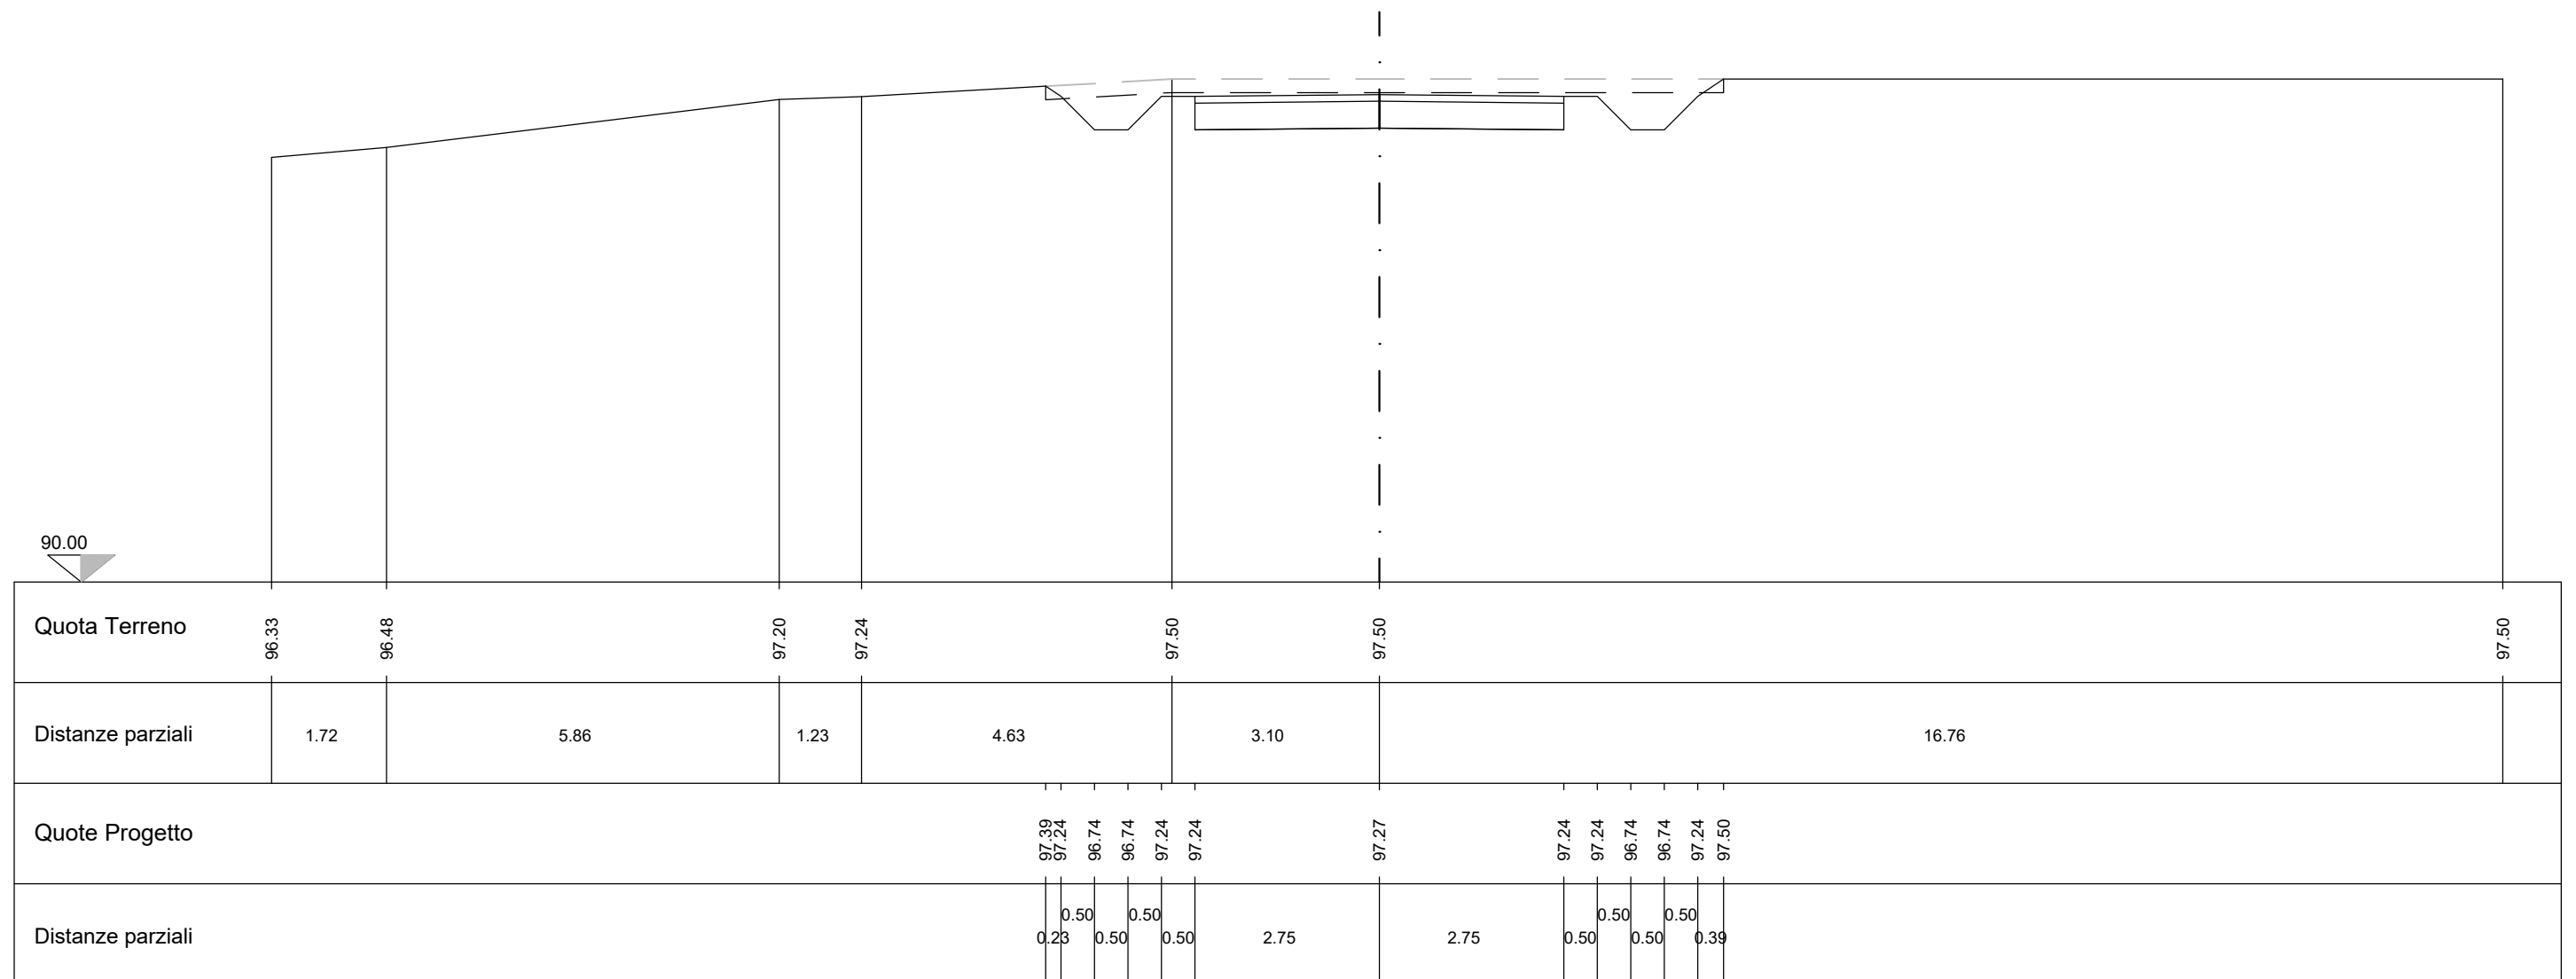 90.00
Quota Terreno 96.33 96.48 97.20 97.24 97.50 97.50 97.50
Distanze parziali 1.72 5.86 1.23 4.63 3.10 16.76
Quote Progetto 97.39 97.24 96.74 96.74 97.24 97.24 97.27 97.24 97.24 96.74 96.74 97.24 97.50
0.50 0.50 0.50 0.50
Distanze parziali 0.23 0.50 0.50 2.75 2.75 0.50 0.50 0.39